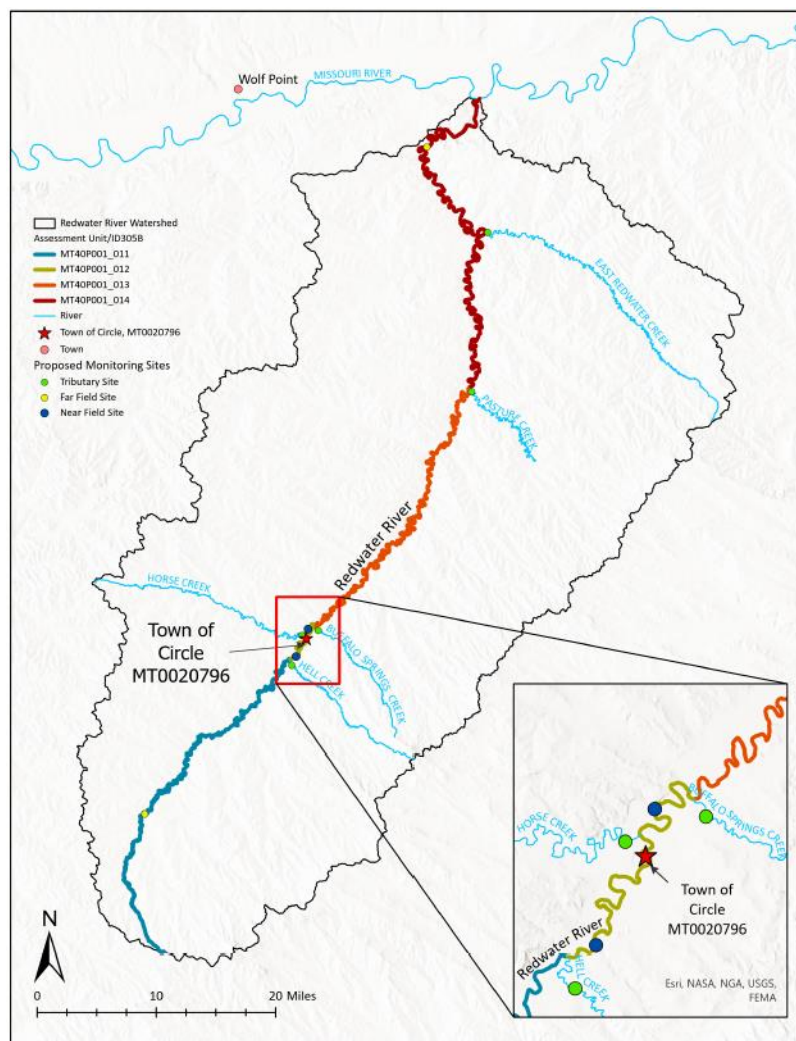 Wolf Point
MISSOURI RIVER
Redwater River Watershed
Assessment Unit/ID305B
MT40P001_011
MT40P001_012
MT40P001_013
MT40P001_014
River
Town of Circle, MT0020796
Town
Proposed Monitoring Sites
Tributary Site
Far Field Site
Near Field Site
EAST REDWATER CREEK
PASTURE CREEK
Redwater River
HORSE CREEK
Town of
Circle
MT0020796
BUFFALO SPRINGS CREEK
HELL CREEK
BUFFALO SPRINGS CREEK
HORSE CREEK
Town of
Circle
MT0020796
Redwater River
HELL CREEK
Esri, NASA, NGA, USGS,
FEMA
N
0 10 20 Miles